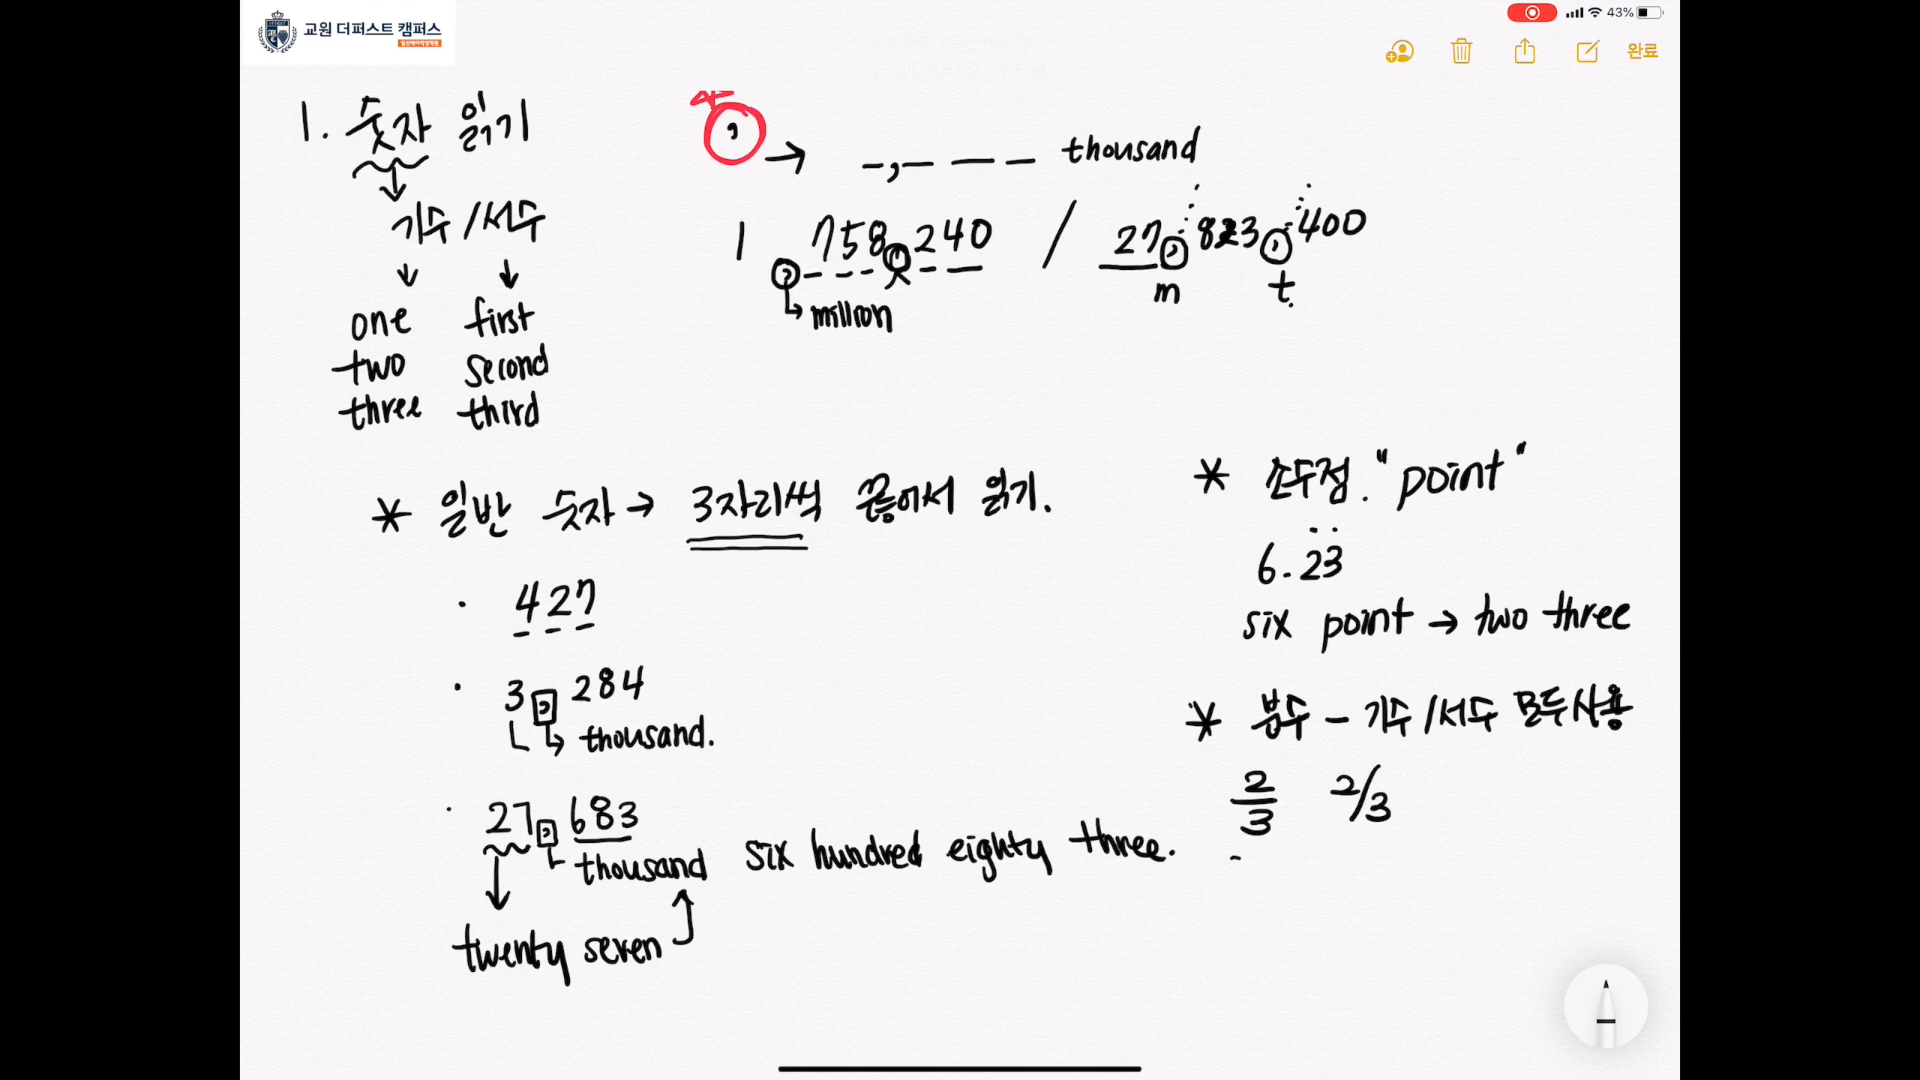 교원 더퍼스트 캠퍼스
43%
완료
1. 숫자 읽기
기수 / 서수
one first
two second
three third
, → _,_ _ _ thousand
1,758,240 / 27,823,400
million
m t.
* 일반 숫자 → 3자리씩 끊어서 읽기.
· 427
· 3,284
thousand.
· 27,683
thousand six hundred eighty three.
twenty seven
* 소수점. "point"
6.23
six point → two three
* 분수 - 기수 / 서수 모두 사용
2/3 2/3